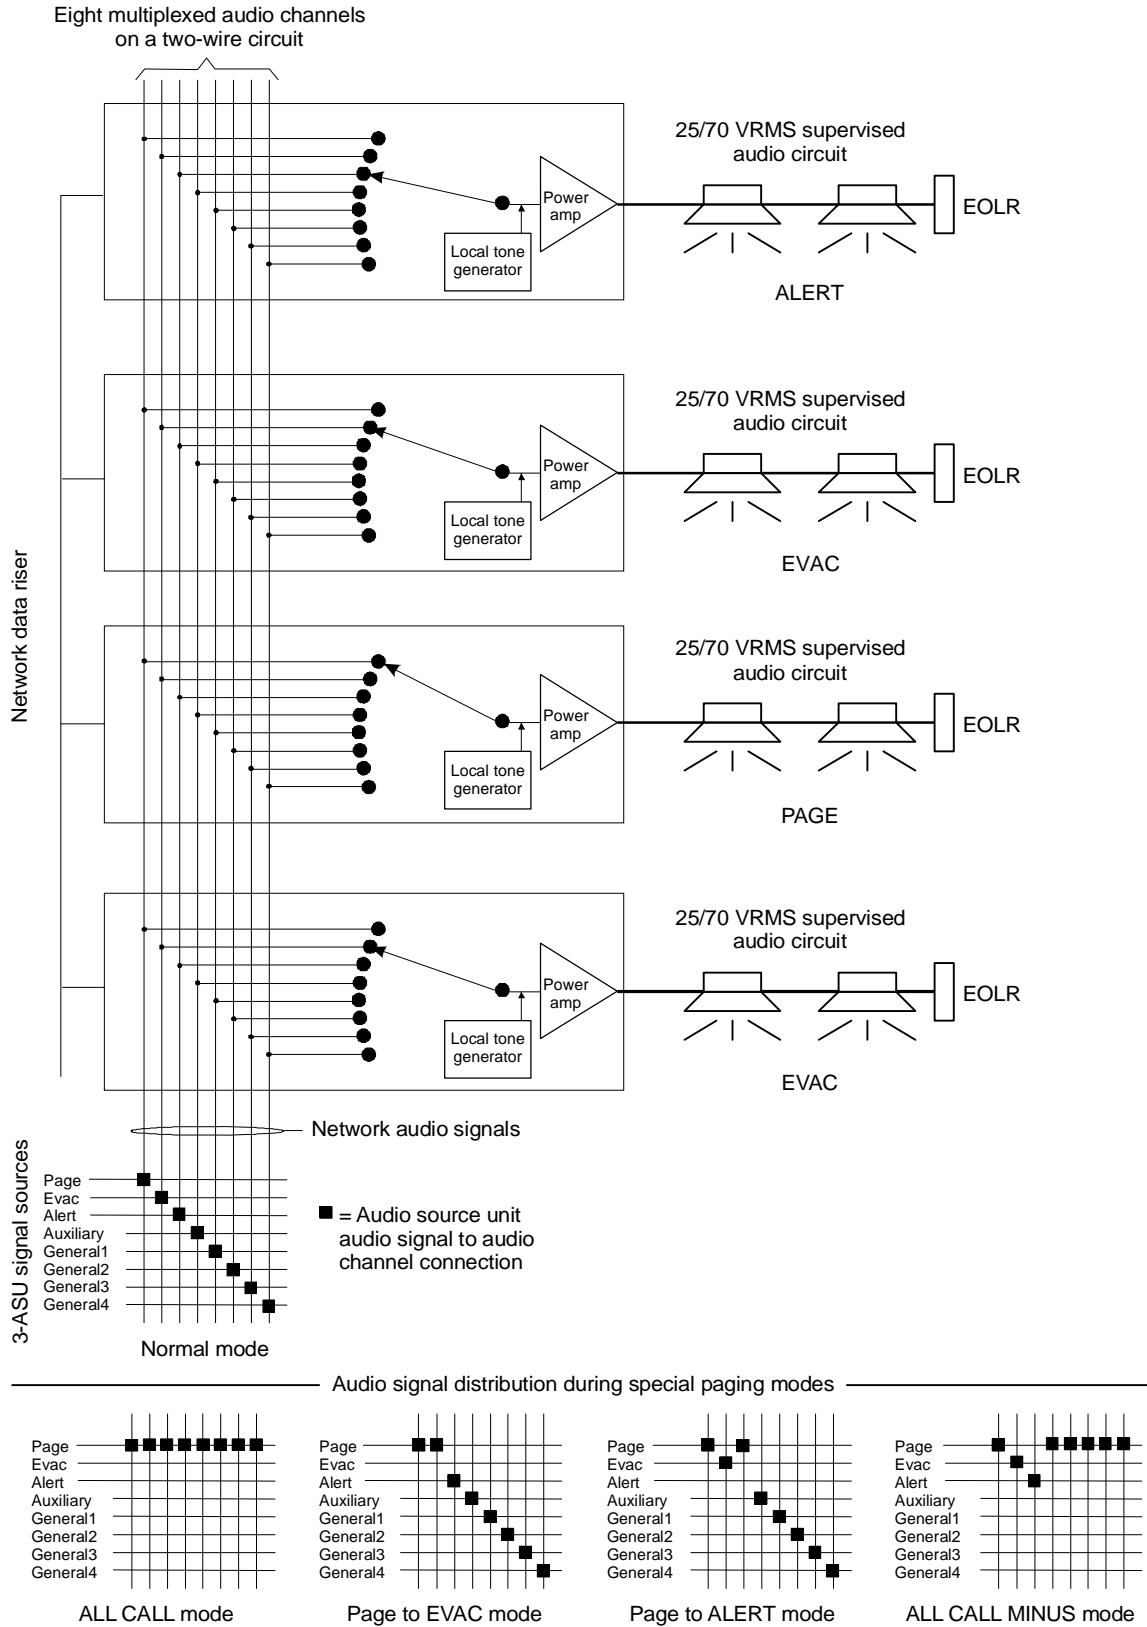 Eight multiplexed audio channels
on a two-wire circuit
25/70 VRMS supervised
audio circuit
Power
amp
EOLR
Local tone
generator
ALERT
25/70 VRMS supervised
audio circuit
Power
amp
EOLR
Local tone
generator
EVAC
Network data riser
25/70 VRMS supervised
audio circuit
Power
amp
EOLR
Local tone
generator
PAGE
25/70 VRMS supervised
audio circuit
Power
amp
EOLR
Local tone
generator
EVAC
Network audio signals
3-ASU signal sources
Page
Evac
Alert
Auxiliary
General1
General2
General3
General4
= Audio source unit
audio signal to audio
channel connection
Normal mode
Audio signal distribution during special paging modes
Page
Evac
Alert
Auxiliary
General1
General2
General3
General4
ALL CALL mode
Page
Evac
Alert
Auxiliary
General1
General2
General3
General4
Page to EVAC mode
Page
Evac
Alert
Auxiliary
General1
General2
General3
General4
Page to ALERT mode
Page
Evac
Alert
Auxiliary
General1
General2
General3
General4
ALL CALL MINUS mode